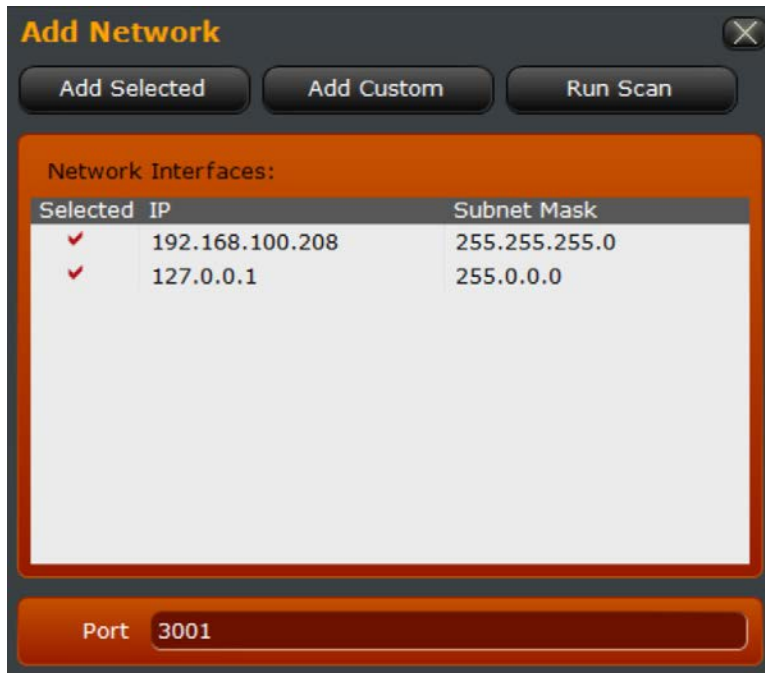 Add Network
Add Selected Add Custom Run Scan
Network Interfaces:
Selected IP Subnet Mask
192.168.100.208 255.255.255.0
127.0.0.1 255.0.0.0
Port 3001